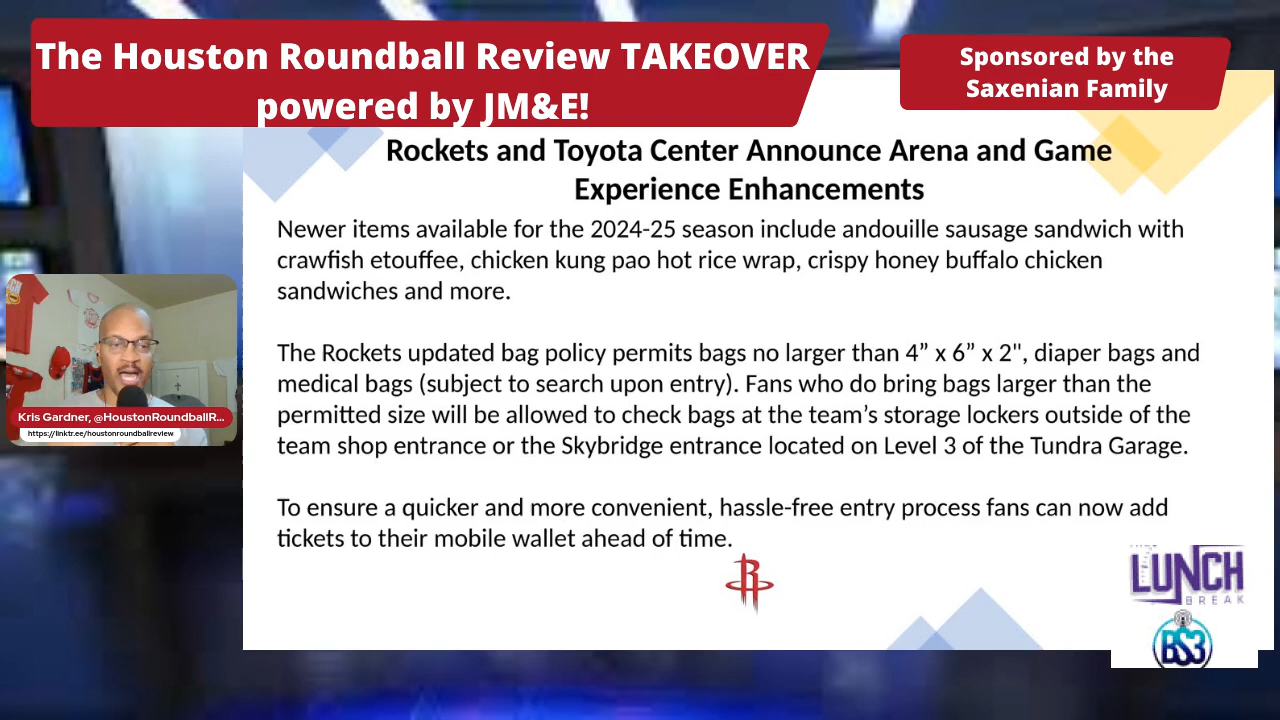 The Houston Roundball Review TAKEOVER
powered by JM&E!
Sponsored by the
Saxenian Family
Rockets and Toyota Center Announce Arena and Game
Experience Enhancements
Newer items available for the 2024-25 season include andouille sausage sandwich with
crawfish etouffee, chicken kung pao hot rice wrap, crispy honey buffalo chicken
sandwiches and more.
The Rockets updated bag policy permits bags no larger than 4” x 6” x 2", diaper bags and
medical bags (subject to search upon entry). Fans who do bring bags larger than the
permitted size will be allowed to check bags at the team’s storage lockers outside of the
team shop entrance or the Skybridge entrance located on Level 3 of the Tundra Garage.
To ensure a quicker and more convenient, hassle-free entry process fans can now add
tickets to their mobile wallet ahead of time.
Kris Gardner, @HoustonRoundballR...
https://linktr.ee/houstonroundballreview
R
LUNCH
BREAK
BS3